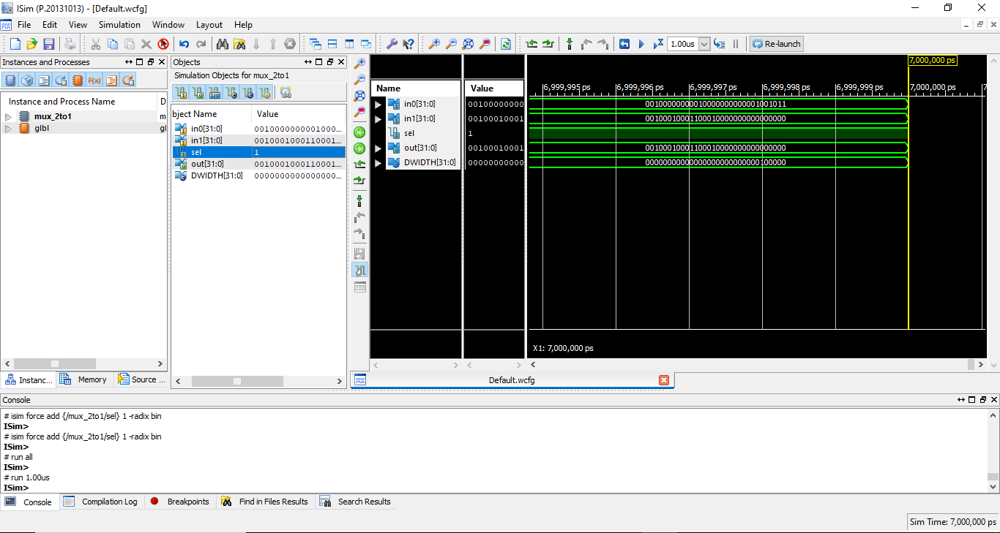 ISim (P.20131013) - [Default.wcfg]
File Edit View Simulation Window Layout Help
1.00us Re-launch
Instances and Processes
Instance and Process Name D
mux_2to1 m
glbl gl
Instanc... Memory Source ...
Objects
Simulation Objects for mux_2to1
bject Name Value
in0[31:0] 0010000000001000...
in1[31:0] 0010001000110001...
sel 1
out[31:0] 0010001000110001...
DWIDTH[31:0] 0000000000000000...
Name Value
in0[31:0] 00100000000
in1[31:0] 00100010001
sel 1
out[31:0] 00100010001
DWIDTH[31:0] 00000000000
7,000,000 ps
6,999,995 ps 6,999,996 ps 6,999,997 ps 6,999,998 ps 6,999,999 ps 7,000,000 ps 7
00100000000010000000000001001011
00100010001100010000000000000000
00100010001100010000000000000000
00000000000000000000000000100000
X1: 7,000,000 ps
Default.wcfg
Console
# isim force add {/mux_2to1/sel} 1 -radix bin
ISim>
# isim force add {/mux_2to1/sel} 1 -radix bin
ISim>
# run all
ISim>
# run 1.00us
ISim>
Console Compilation Log Breakpoints Find in Files Results Search Results
Sim Time: 7,000,000 ps